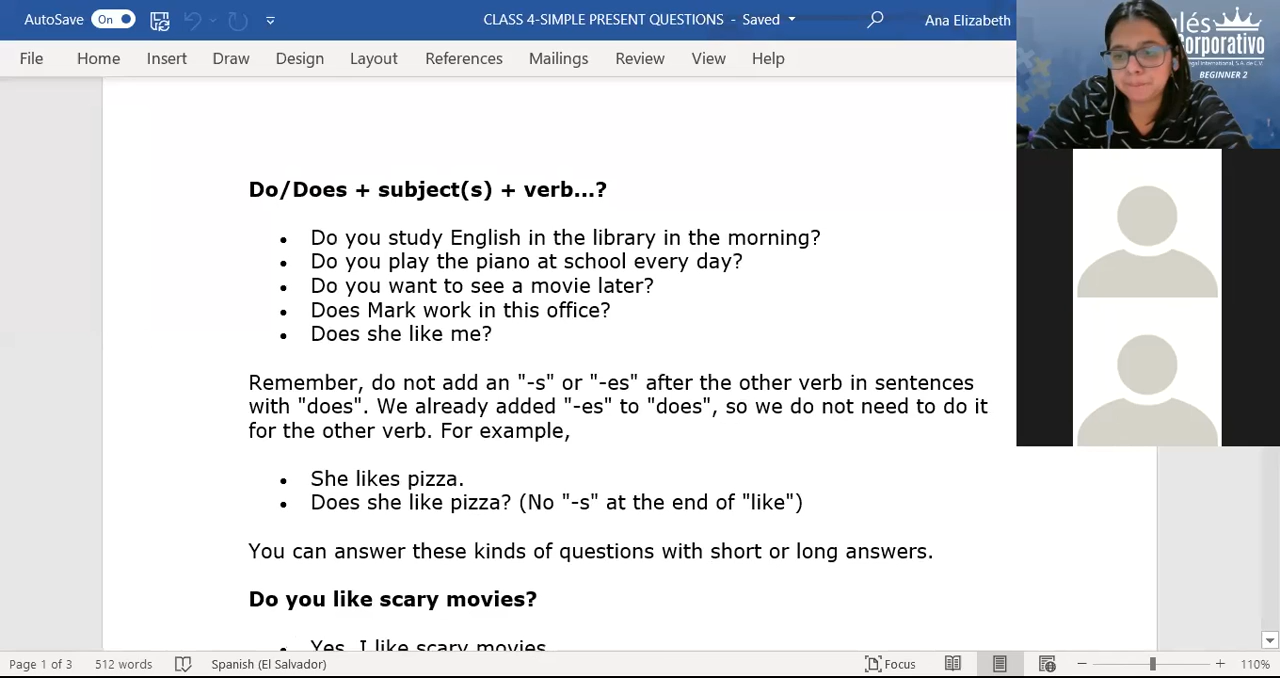 AutoSave On CLASS 4-SIMPLE PRESENT QUESTIONS - Saved Ana Elizabeth
File Home Insert Draw Design Layout References Mailings Review View Help
Corporativo
BEGINNER 2
Do/Does + subject(s) + verb...?
• Do you study English in the library in the morning?
• Do you play the piano at school every day?
• Do you want to see a movie later?
• Does Mark work in this office?
• Does she like me?
Remember, do not add an "-s" or "-es" after the other verb in sentences
with "does". We already added "-es" to "does", so we do not need to do it
for the other verb. For example,
• She likes pizza.
• Does she like pizza? (No "-s" at the end of "like")
You can answer these kinds of questions with short or long answers.
Do you like scary movies?
• Yes, I like scary movies
Page 1 of 3 512 words Spanish (El Salvador) Focus 110%